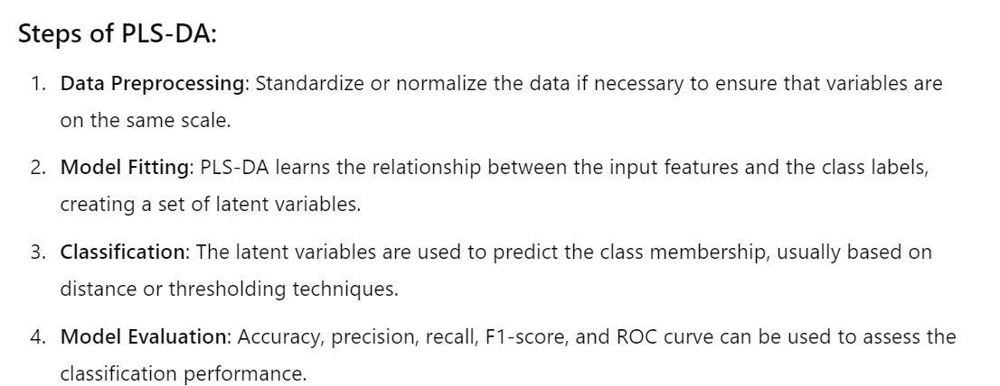 Steps of PLS-DA:
1. Data Preprocessing: Standardize or normalize the data if necessary to ensure that variables are
on the same scale.
2. Model Fitting: PLS-DA learns the relationship between the input features and the class labels,
creating a set of latent variables.
3. Classification: The latent variables are used to predict the class membership, usually based on
distance or thresholding techniques.
4. Model Evaluation: Accuracy, precision, recall, F1-score, and ROC curve can be used to assess the
classification performance.